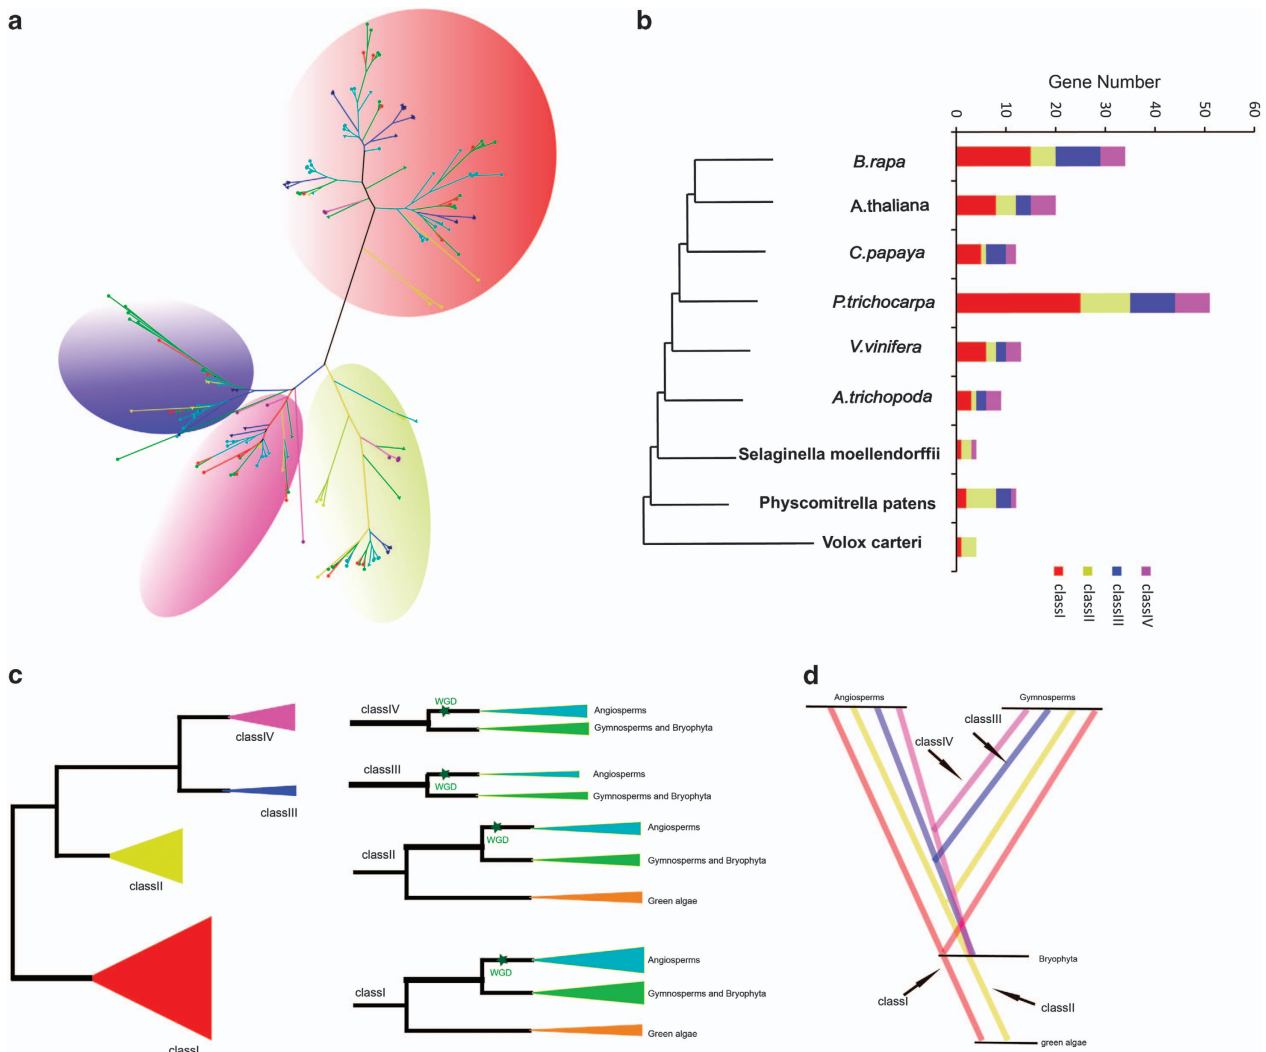 a
b
Gene Number
0 10 20 30 40 50 60
B.rapa
A.thaliana
C.papaya
P.trichocarpa
V.vinifera
A.trichopoda
Selaginella moellendorffii
Physcomitrella patens
Volox carteri
classI
classII
classIII
classIV
c
classIV
classIII
classII
classI
classIV
WGD
Angiosperms
Gymnosperms and Bryophyta
classIII
WGD
Angiosperms
Gymnosperms and Bryophyta
classII
WGD
Angiosperms
Gymnosperms and Bryophyta
Green algae
classI
WGD
Angiosperms
Gymnosperms and Bryophyta
Green algae
d
Angiosperms
Gymnosperms
classIII
classIV
Bryophyta
classI
classII
green algae